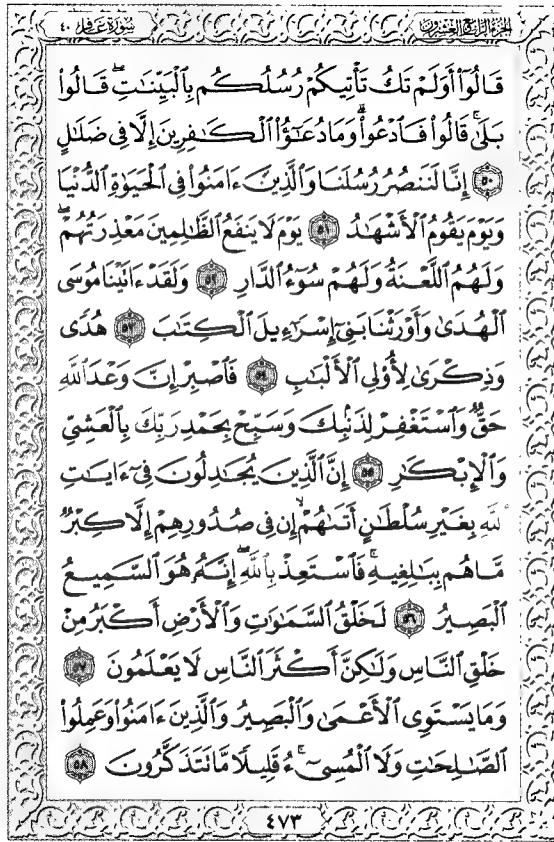 الجزء الرابع والعشرون
سورة غافر ٤٠
قَالُوٓا۟ أَوَلَمْ تَكُ تَأْتِيكُمْ رُسُلُكُم بِٱلْبَيِّنَٰتِ ۖ قَالُوا۟
بَلَىٰ ۚ قَالُوا۟ فَٱدْعُوا۟ ۗ وَمَا دُعَٰٓؤُا۟ ٱلْكَٰفِرِينَ إِلَّا فِى ضَلَٰلٍ
٥٠ إِنَّا لَنَنصُرُ رُسُلَنَا وَٱلَّذِينَ ءَامَنُوا۟ فِى ٱلْحَيَوٰةِ ٱلدُّنْيَا
وَيَوْمَ يَقُومُ ٱلْأَشْهَٰدُ ٥١ يَوْمَ لَا يَنفَعُ ٱلظَّٰلِمِينَ مَعْذِرَتُهُمْ ۖ
وَلَهُمُ ٱللَّعْنَةُ وَلَهُمْ سُوٓءُ ٱلدَّارِ ٥٢ وَلَقَدْ ءَاتَيْنَا مُوسَى
ٱلْهُدَىٰ وَأَوْرَثْنَا بَنِىٓ إِسْرَٰٓءِيلَ ٱلْكِتَٰبَ ٥٣ هُدًى
وَذِكْرَىٰ لِأُو۟لِى ٱلْأَلْبَٰبِ ٥٤ فَٱصْبِرْ إِنَّ وَعْدَ ٱللَّهِ
حَقٌّ وَٱسْتَغْفِرْ لِذَنۢبِكَ وَسَبِّحْ بِحَمْدِ رَبِّكَ بِٱلْعَشِىِّ
وَٱلْإِبْكَٰرِ ٥٥ إِنَّ ٱلَّذِينَ يُجَٰدِلُونَ فِىٓ ءَايَٰتِ
ٱللَّهِ بِغَيْرِ سُلْطَٰنٍ أَتَىٰهُمْ ۙ إِن فِى صُدُورِهِمْ إِلَّا كِبْرٌ
مَّا هُم بِبَٰلِغِيهِ ۚ فَٱسْتَعِذْ بِٱللَّهِ ۖ إِنَّهُۥ هُوَ ٱلسَّمِيعُ
ٱلْبَصِيرُ ٥٦ لَخَلْقُ ٱلسَّمَٰوَٰتِ وَٱلْأَرْضِ أَكْبَرُ مِنْ
خَلْقِ ٱلنَّاسِ وَلَٰكِنَّ أَكْثَرَ ٱلنَّاسِ لَا يَعْلَمُونَ ٥٧
وَمَا يَسْتَوِى ٱلْأَعْمَىٰ وَٱلْبَصِيرُ وَٱلَّذِينَ ءَامَنُوا۟ وَعَمِلُوا۟
ٱلصَّٰلِحَٰتِ وَلَا ٱلْمُسِىٓءُ ۚ قَلِيلًا مَّا تَتَذَكَّرُونَ ٥٨
٤٧٣